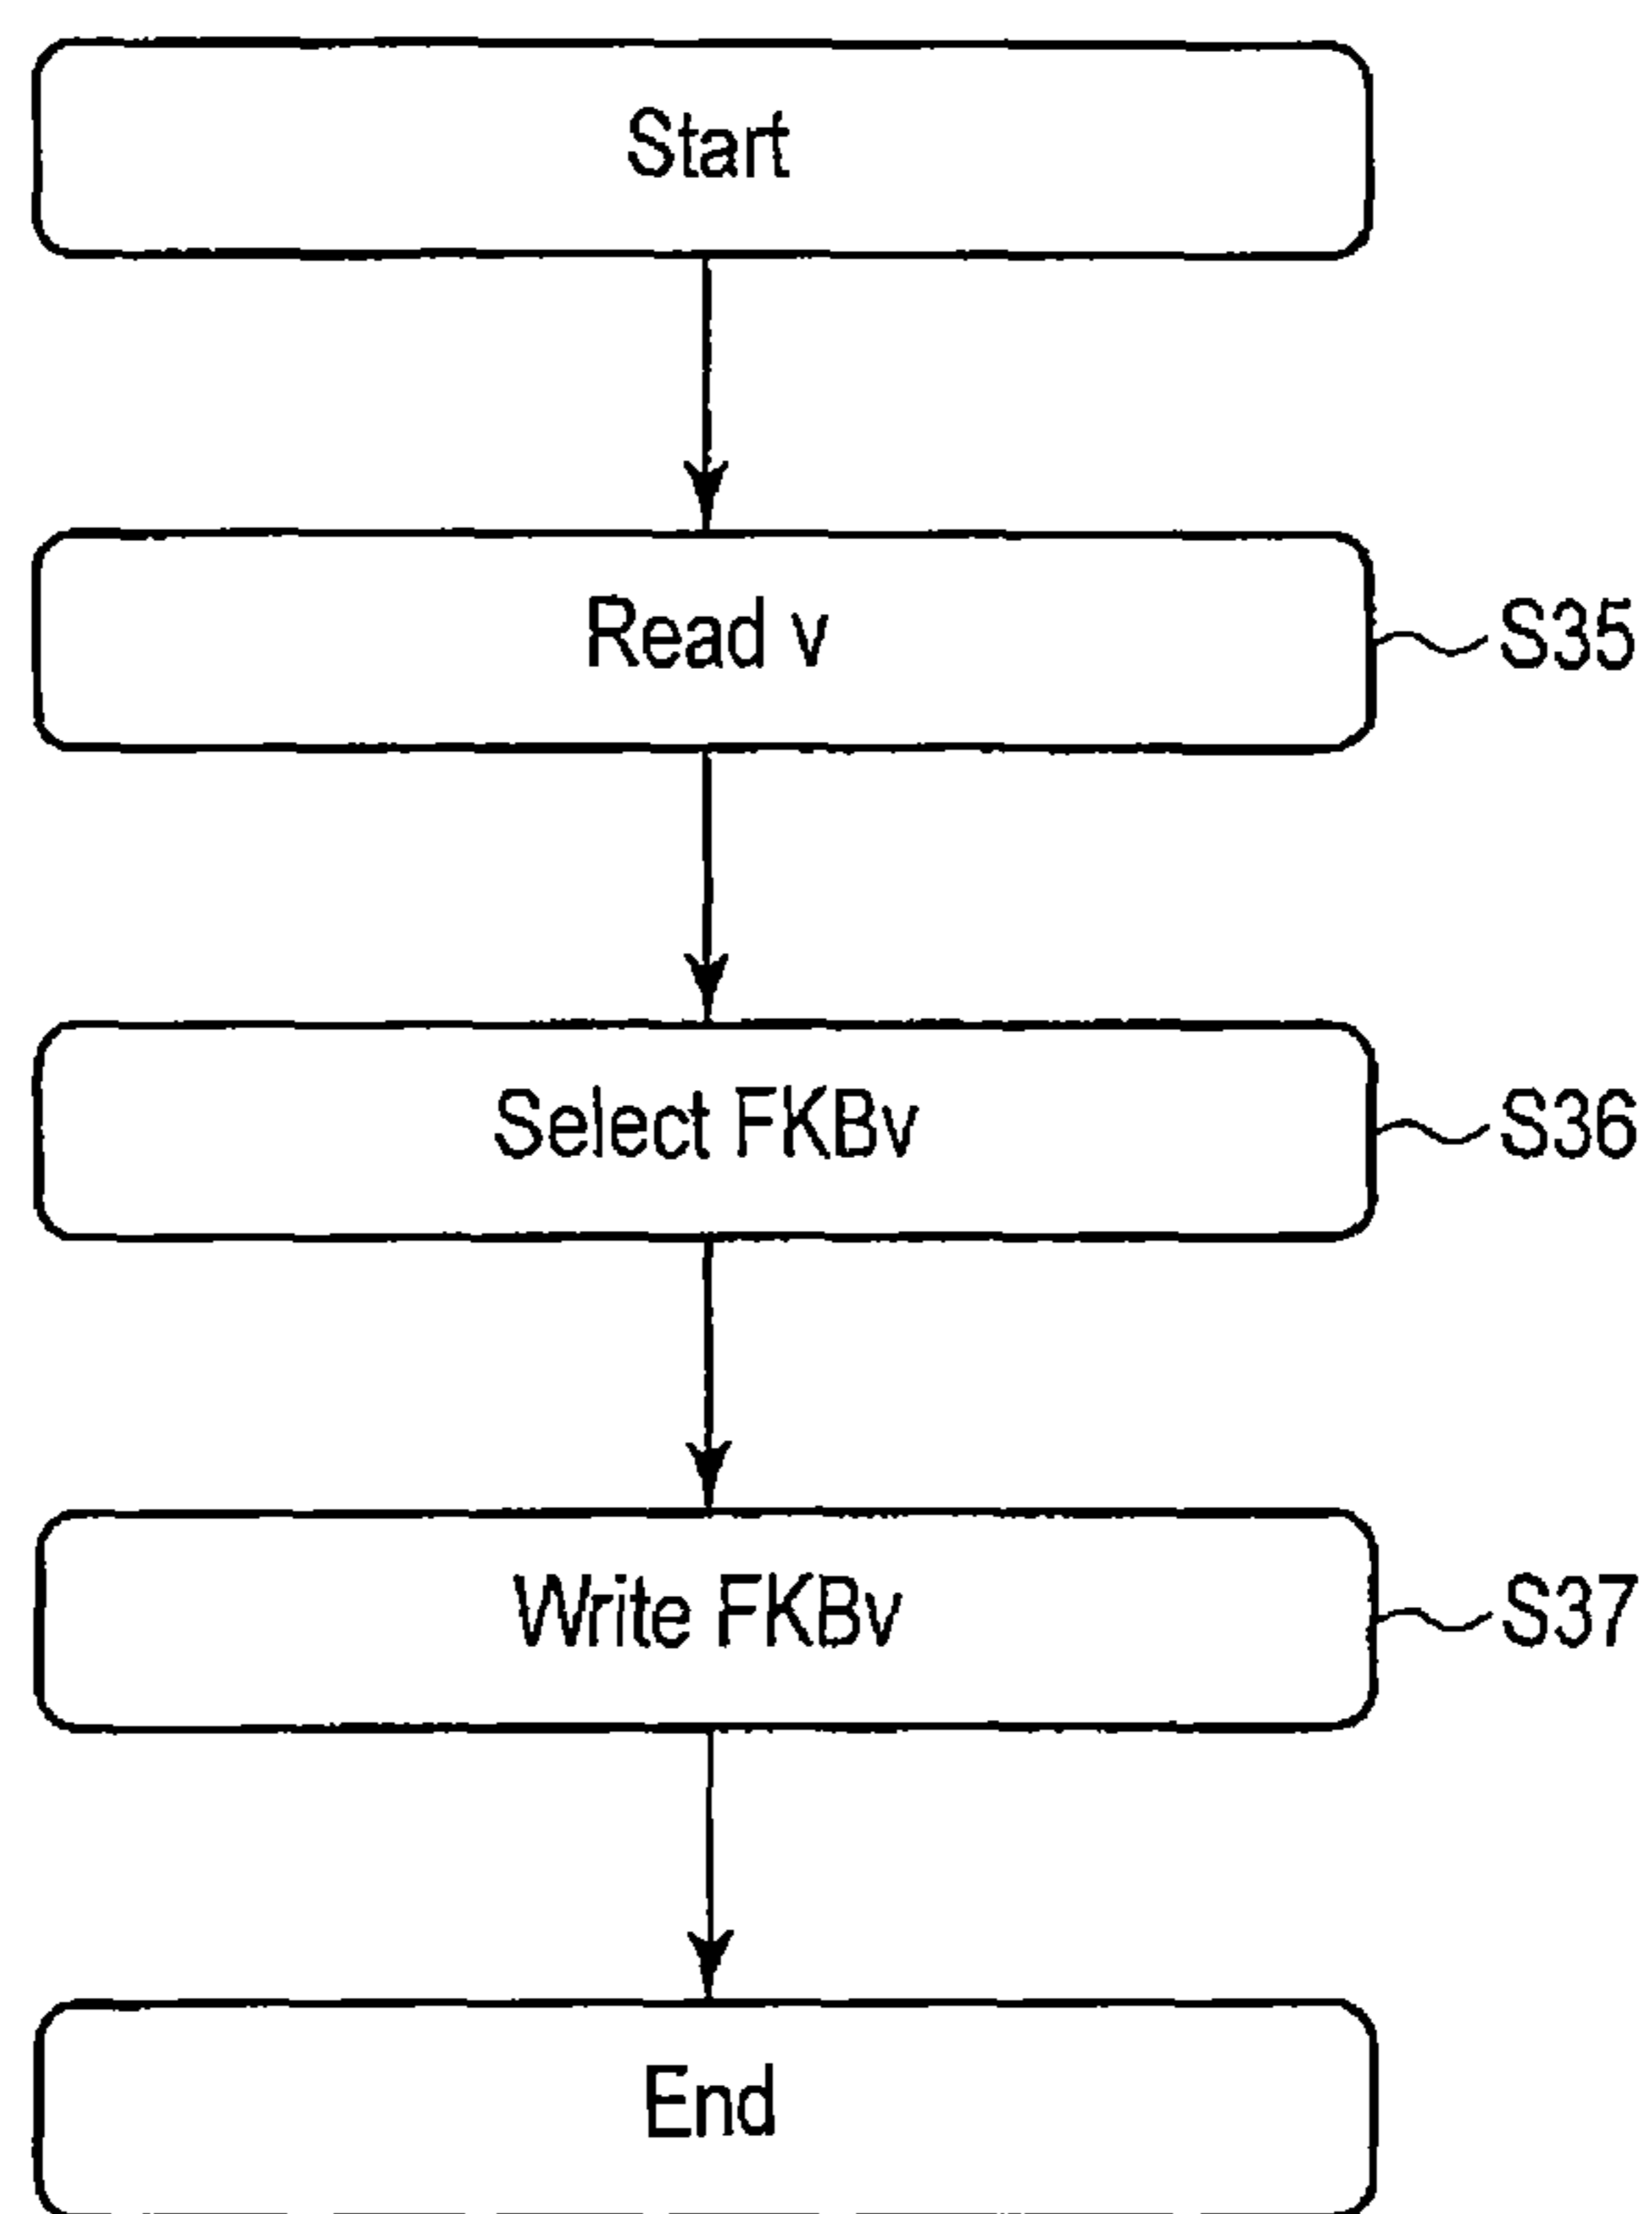 Start
Read v
S35
Select FKBv
S36
Write FKBv
S37
End